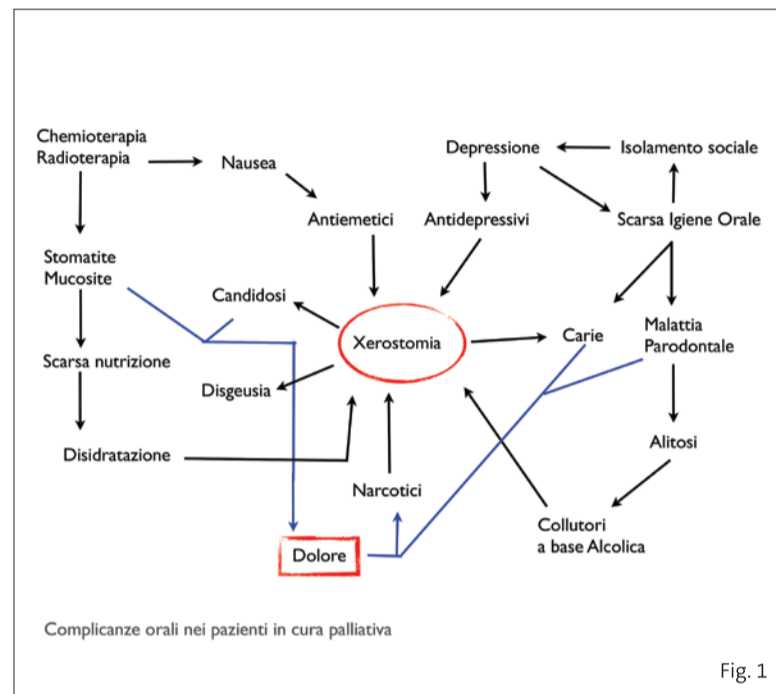 Chemioterapia
Radioterapia
Nausea
Depressione
Isolamento sociale
Antiemetici
Antidepressivi
Scarsa Igiene Orale
Stomatite
Mucosite
Candidosi
Xerostomia
Carie
Malattia
Parodontale
Scarsa nutrizione
Disgeusia
Disidratazione
Alitosi
Narcotici
Collutori
a base Alcolica
Dolore
Complicanze orali nei pazienti in cura palliativa
Fig. 1